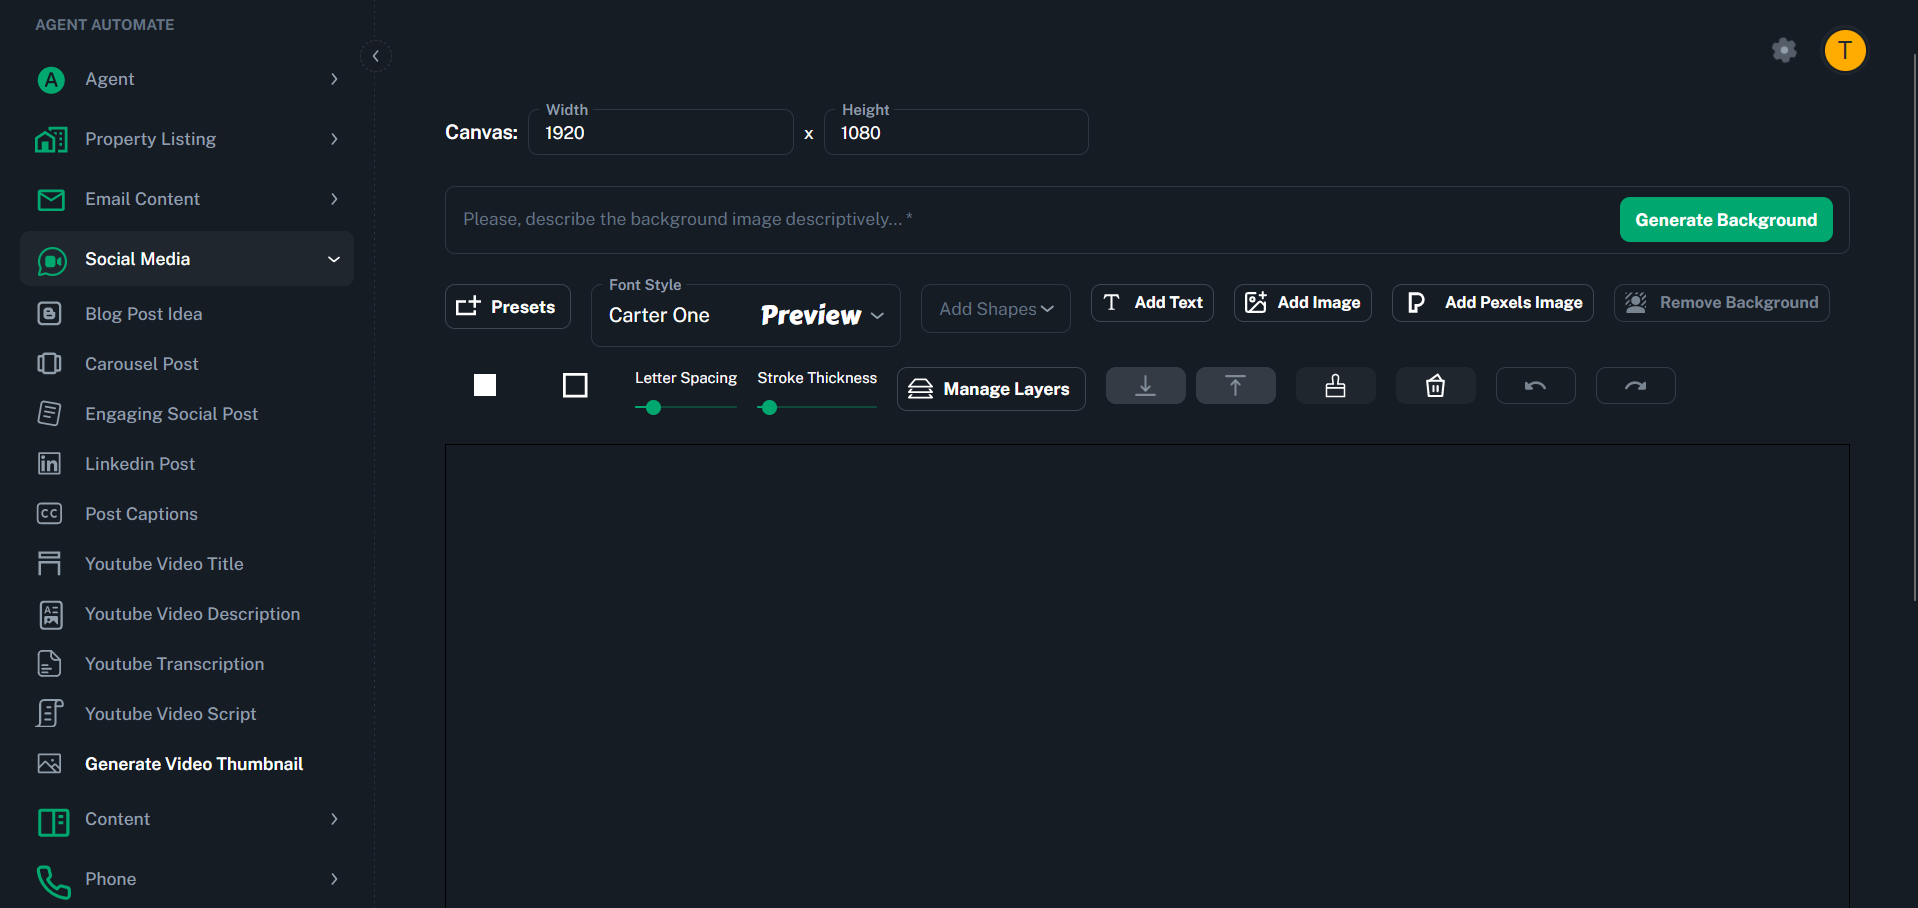 AGENT AUTOMATE
Agent
Property Listing
Email Content
Social Media
Blog Post Idea
Carousel Post
Engaging Social Post
Linkedin Post
Post Captions
Youtube Video Title
Youtube Video Description
Youtube Transcription
Youtube Video Script
Generate Video Thumbnail
Content
Phone
T
Canvas:
Width
1920
x
Height
1080
Please, describe the background image descriptively... *
Generate Background
Presets
Font Style
Carter One
Preview
Add Shapes
Add Text
Add Image
Add Pexels Image
Remove Background
Letter Spacing
Stroke Thickness
Manage Layers